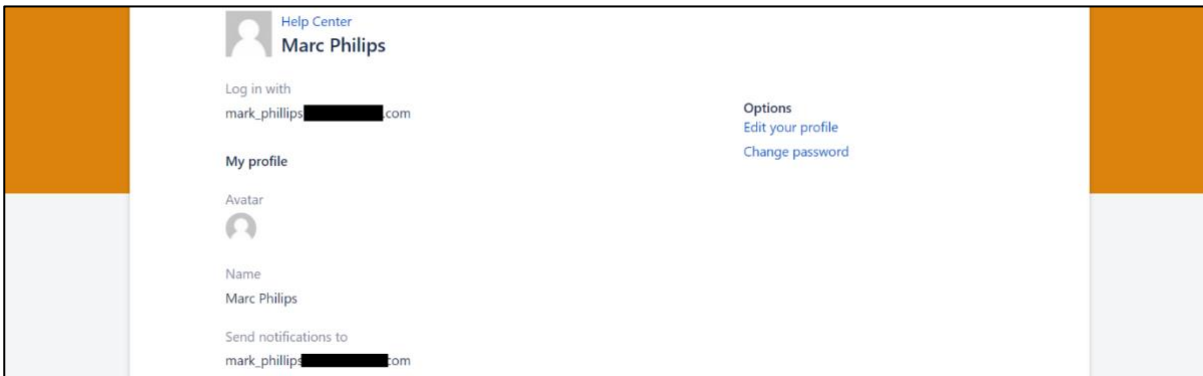 Help Center
Marc Philips
Log in with
mark_phillips .com
Options
Edit your profile
Change password
My profile
Avatar
Name
Marc Philips
Send notifications to
mark_phillips com